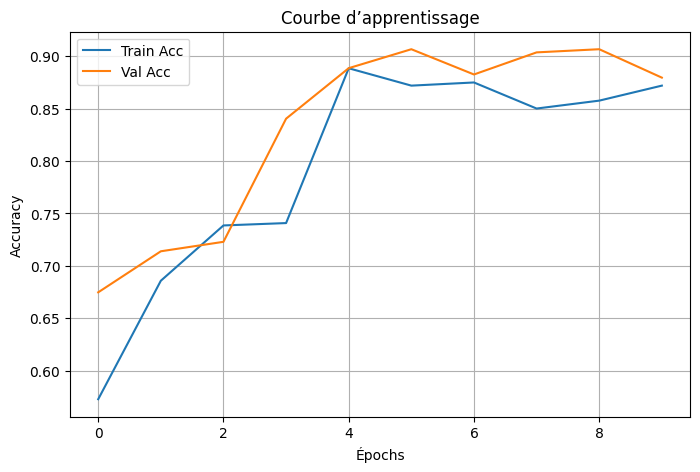 Courbe d’apprentissage
Train Acc
Val Acc
Accuracy
0.90
0.85
0.80
0.75
0.70
0.65
0.60
0 2 4 6 8
Épochs